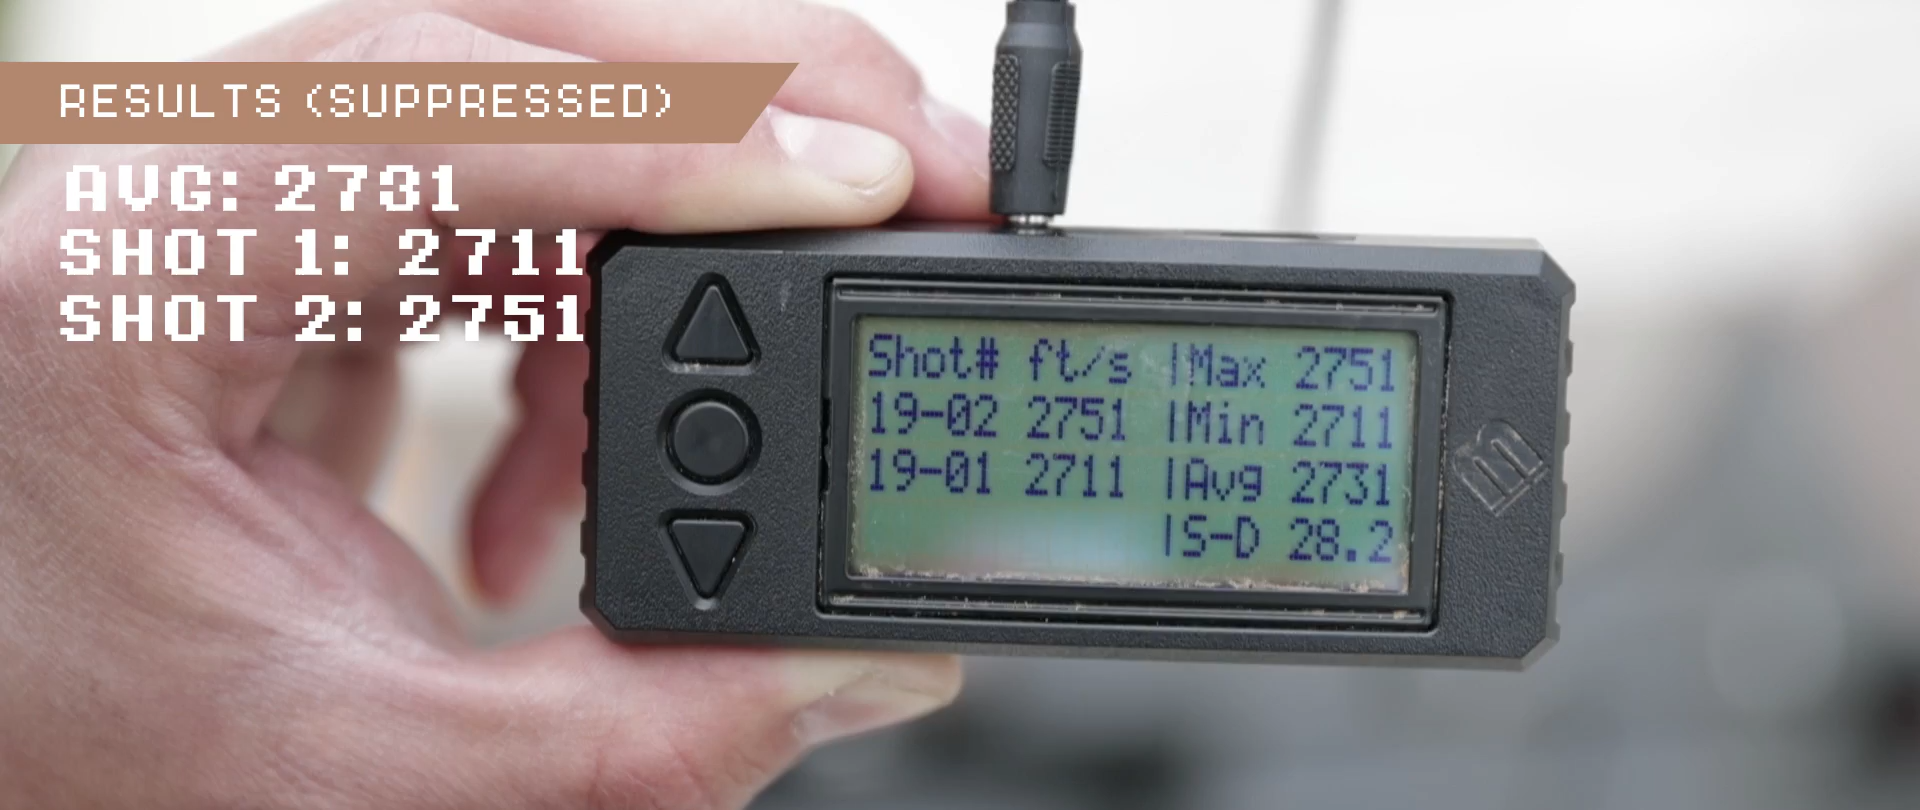 RESULTS (SUPPRESSED)
AVG: 2731
SHOT 1: 2711
SHOT 2: 2751
Shot# ft/s |Max 2751
19-02 2751 |Min 2711
19-01 2711 |Avg 2731
|S-D 28.2